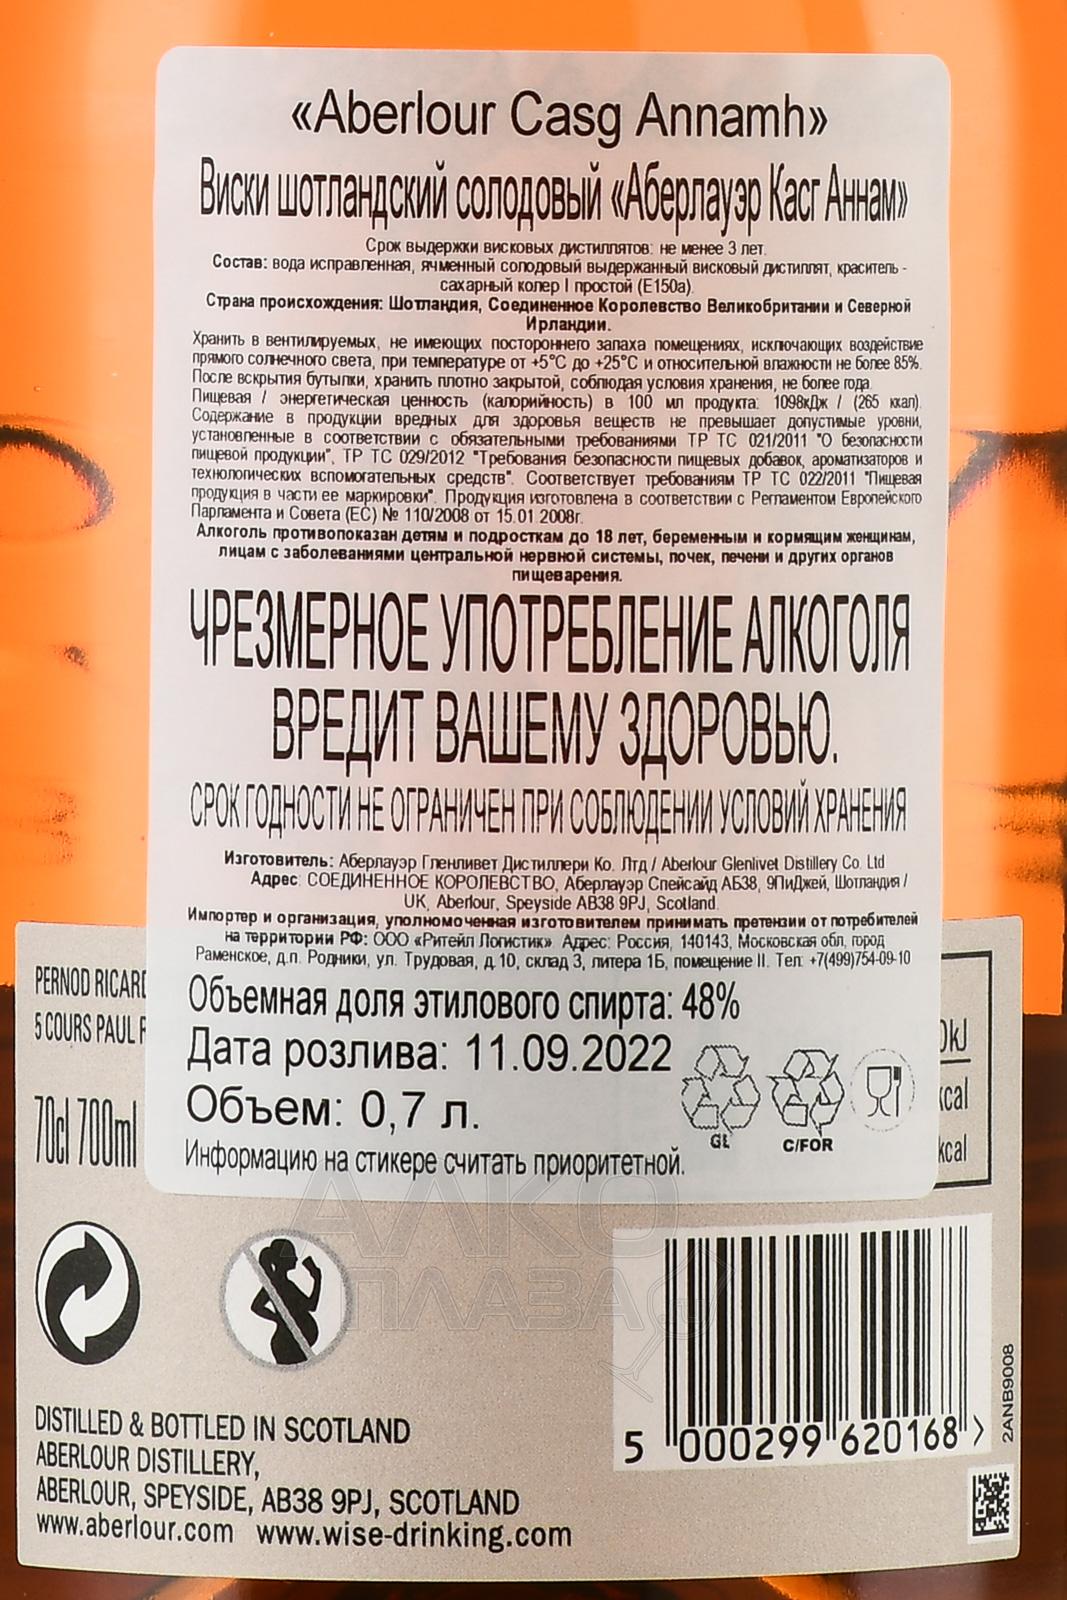 «Aberlour Casg Annamh»
Виски шотландский солодовый «Аберлауэр Касг Аннам»
Срок выдержки висковых дистиллятов: не менее 3 лет.
Состав: вода исправленная, ячменный солодовый выдержанный висковый дистиллят, краситель -
сахарный колер I простой (E150a).
Страна происхождения: Шотландия, Соединенное Королевство Великобритании и Северной
Ирландии.
Хранить в вентилируемых, не имеющих постороннего запаха помещениях, исключающих воздействие
прямого солнечного света, при температуре от +5°C до +25°C и относительной влажности не более 85%.
После вскрытия бутылки, хранить плотно закрытой, соблюдая условия хранения, не более года.
Пищевая / энергетическая ценность (калорийность) в 100 мл продукта: 1098кДж / (265 ккал).
Содержание в продукции вредных для здоровья веществ не превышает допустимые уровни,
установленные в соответствии с обязательными требованиями ТР ТС 021/2011 "О безопасности
пищевой продукции", ТР ТС 029/2012 "Требования безопасности пищевых добавок, ароматизаторов и
технологических вспомогательных средств". Соответствует требованиям ТР ТС 022/2011 "Пищевая
продукция в части ее маркировки". Продукция изготовлена в соответствии с Регламентом Европейского
Парламента и Совета (ЕС) № 110/2008 от 15.01.2008г.
Алкоголь противопоказан детям и подросткам до 18 лет, беременным и кормящим женщинам,
лицам с заболеваниями центральной нервной системы, почек, печени и других органов
пищеварения.
ЧРЕЗМЕРНОЕ УПОТРЕБЛЕНИЕ АЛКОГОЛЯ
ВРЕДИТ ВАШЕМУ ЗДОРОВЬЮ.
СРОК ГОДНОСТИ НЕ ОГРАНИЧЕН ПРИ СОБЛЮДЕНИИ УСЛОВИЙ ХРАНЕНИЯ
Изготовитель: Аберлауэр Гленливет Дистиллери Ко. Лтд / Aberlour Glenlivet Distillery Co. Ltd
Адрес: СОЕДИНЕННОЕ КОРОЛЕВСТВО, Аберлауэр Спейсайд АБ38, 9ПиДжей, Шотландия /
UK, Aberlour, Speyside AB38 9PJ, Scotland.
Импортер и организация, уполномоченная изготовителем принимать претензии от потребителей
на территории РФ: ООО «Ритейл Логистик» Адрес: Россия, 140143, Московская обл, город
Раменское, д.п. Родники, ул. Трудовая, д.10, склад 3, литера 1Б, помещение II. Тел: +7(499)754-09-10
Объемная доля этилового спирта: 48%
Дата розлива: 11.09.2022
Объем: 0,7 л.
GL
C/FOR
Информацию на стикере считать приоритетной.
PERNOD RICARD
5 COURS PAUL R
70cl 700ml
0kJ
kcal
kcal
АЛКО
ПЛАЗА
5 000299 620168 >
2ANB9008
DISTILLED & BOTTLED IN SCOTLAND
ABERLOUR DISTILLERY,
ABERLOUR, SPEYSIDE, AB38 9PJ, SCOTLAND
www.aberlour.com www.wise-drinking.com